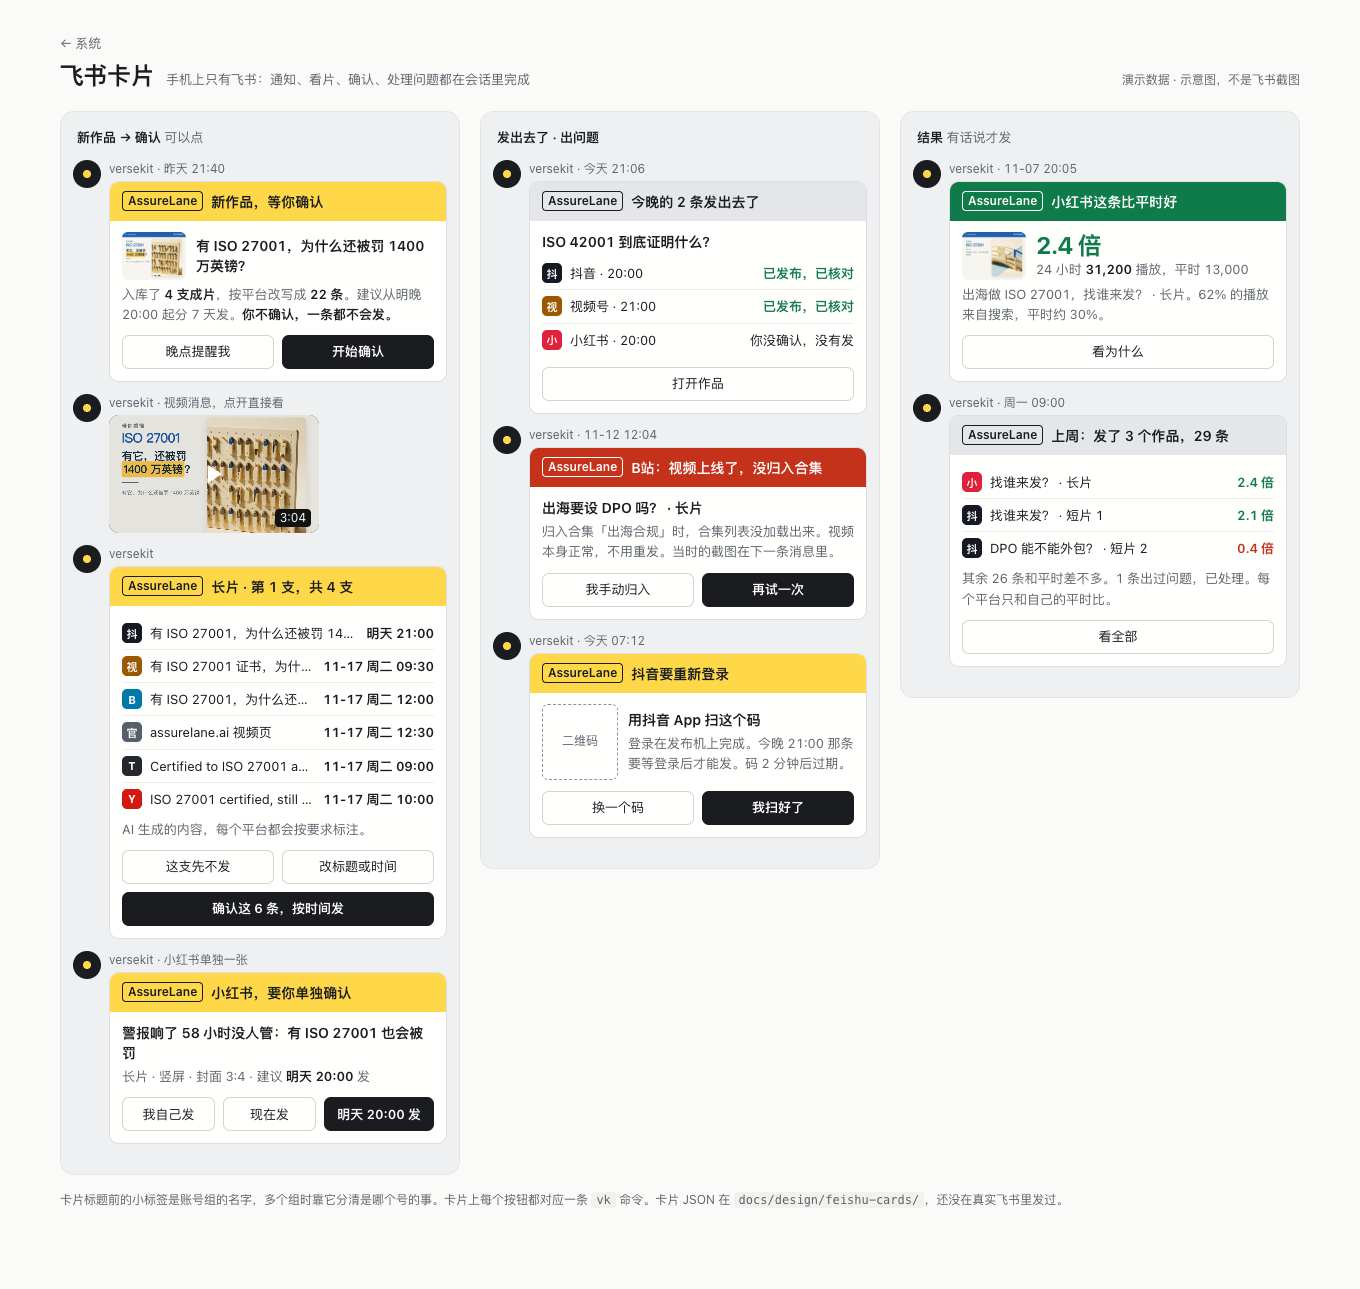 ← 系统
飞书卡片 手机上只有飞书：通知、看片、确认、处理问题都在会话里完成
演示数据 · 示意图，不是飞书截图
新作品 → 确认 可以点
versekit · 昨天 21:40
AssureLane 新作品，等你确认
有 ISO 27001，为什么还被罚 1400
万英镑？
入库了 4 支成片，按平台改写成 22 条。建议从明晚
20:00 起分 7 天发。你不确认，一条都不会发。
晚点提醒我 开始确认
versekit · 视频消息，点开直接看
ISO 27001
有它，还被罚
1400 万英镑？
有它，为什么还被罚 1400 万英镑
3:04
versekit
AssureLane 长片 · 第 1 支，共 4 支
抖 有 ISO 27001，为什么还被罚 14... 明天 21:00
视 有 ISO 27001 证书，为什... 11-17 周二 09:30
B 有 ISO 27001，为什么还... 11-17 周二 12:00
官 assurelane.ai 视频页 11-17 周二 12:30
T Certified to ISO 27001 a... 11-17 周二 09:00
Y ISO 27001 certified, still ... 11-17 周二 10:00
AI 生成的内容，每个平台都会按要求标注。
这支先不发 改标题或时间
确认这 6 条，按时间发
versekit · 小红书单独一张
AssureLane 小红书，要你单独确认
警报响了 58 小时没人管：有 ISO 27001 也会被
罚
长片 · 竖屏 · 封面 3:4 · 建议 明天 20:00 发
我自己发 现在发 明天 20:00 发
发出去了 · 出问题
versekit · 今天 21:06
AssureLane 今晚的 2 条发出去了
ISO 42001 到底证明什么？
抖 抖音 · 20:00 已发布，已核对
视 视频号 · 21:00 已发布，已核对
小 小红书 · 20:00 你没确认，没有发
打开作品
versekit · 11-12 12:04
AssureLane B站：视频上线了，没归入合集
出海要设 DPO 吗？ · 长片
归入合集「出海合规」时，合集列表没加载出来。视频
本身正常，不用重发。当时的截图在下一条消息里。
我手动归入 再试一次
versekit · 今天 07:12
AssureLane 抖音要重新登录
二维码
用抖音 App 扫这个码
登录在发布机上完成。今晚 21:00 那条
要等登录后才能发。码 2 分钟后过期。
换一个码 我扫好了
结果 有话说才发
versekit · 11-07 20:05
AssureLane 小红书这条比平时好
2.4 倍
24 小时 31,200 播放，平时 13,000
出海做 ISO 27001，找谁来发？ · 长片。62% 的播放
来自搜索，平时约 30%。
看为什么
versekit · 周一 09:00
AssureLane 上周：发了 3 个作品，29 条
小 找谁来发？ · 长片 2.4 倍
抖 找谁来发？ · 短片 1 2.1 倍
抖 DPO 能不能外包？ · 短片 2 0.4 倍
其余 26 条和平时差不多。1 条出过问题，已处理。每
个平台只和自己的平时比。
看全部
卡片标题前的小标签是账号组的名字，多个组时靠它分清是哪个号的事。卡片上每个按钮都对应一条 vk 命令。卡片 JSON 在 docs/design/feishu-cards/，还没在真实飞书里发过。